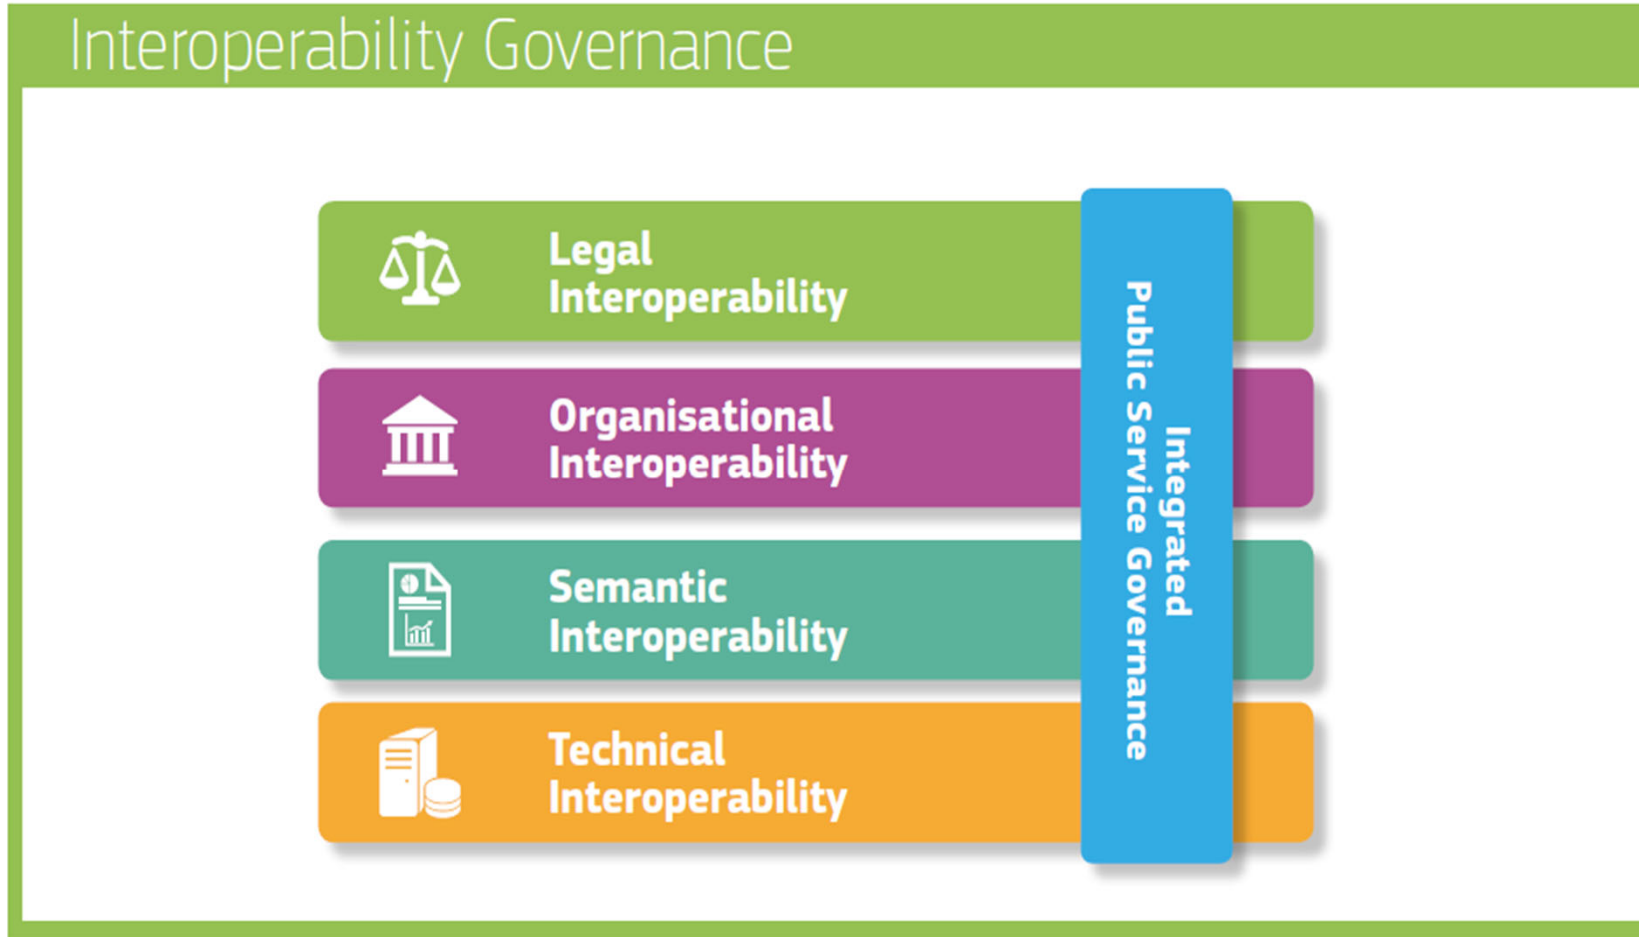 Interoperability Governance
Legal
Interoperability
Organisational
Interoperability
Semantic
Interoperability
Technical
Interoperability
Integrated
Public Service Governance